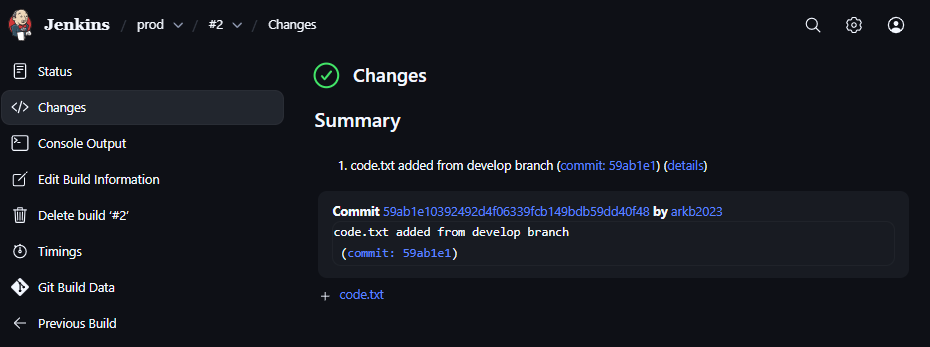 Jenkins / prod / #2 / Changes
Status
Changes
Console Output
Edit Build Information
Delete build ‘#2’
Timings
Git Build Data
Previous Build
Changes
Summary
1. code.txt added from develop branch (commit: 59ab1e1) (details)
Commit 59ab1e10392492d4f06339fcb149bdb59dd40f48 by arkb2023
code.txt added from develop branch
(commit: 59ab1e1)
code.txt